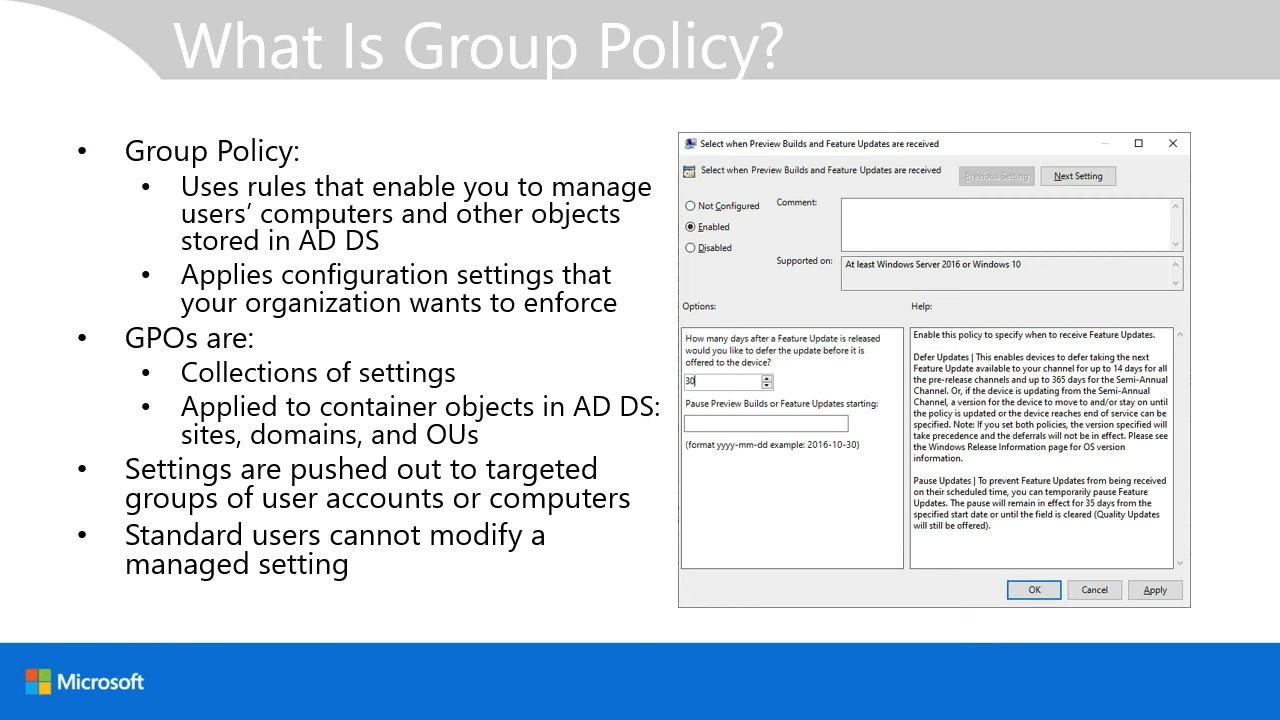 What Is Group Policy?
• Group Policy:
• Uses rules that enable you to manage
users’ computers and other objects
stored in AD DS
• Applies configuration settings that
your organization wants to enforce
• GPOs are:
• Collections of settings
• Applied to container objects in AD DS:
sites, domains, and OUs
• Settings are pushed out to targeted
groups of user accounts or computers
• Standard users cannot modify a
managed setting
Select when Preview Builds and Feature Updates are received
Select when Preview Builds and Feature Updates are received
Previous Setting
Next Setting
Not Configured
Enabled
Disabled
Comment:
Supported on:
At least Windows Server 2016 or Windows 10
Options:
How many days after a Feature Update is released
would you like to defer the update before it is
offered to the device?
30
Pause Preview Builds or Feature Updates starting:
(format yyyy-mm-dd example: 2016-10-30)
Help:
Enable this policy to specify when to receive Feature Updates.
Defer Updates | This enables devices to defer taking the next
Feature Update available to your channel for up to 14 days for all
the pre-release channels and up to 365 days for the Semi-Annual
Channel. Or, if the device is updating from the Semi-Annual
Channel, a version for the device to move to and/or stay on until
the policy is updated or the device reaches end of service can be
specified. Note: If you set both policies, the version specified will
take precedence and the deferrals will not be in effect. Please see
the Windows Release Information page for OS version
information.
Pause Updates | To prevent Feature Updates from being received
on their scheduled time, you can temporarily pause Feature
Updates. The pause will remain in effect for 35 days from the
specified start date or until the field is cleared (Quality Updates
will still be offered).
OK
Cancel
Apply
Microsoft